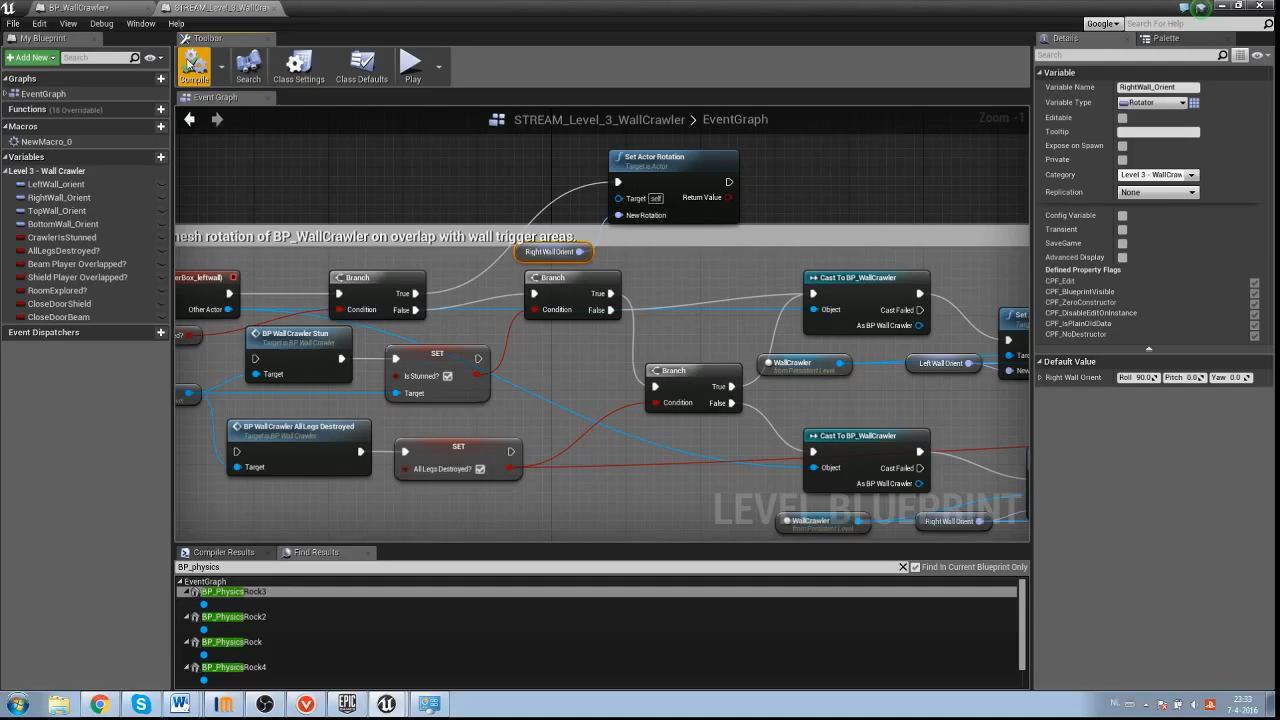 BP_WallCrawler*
STREAM_Level_3_WallCraw
File Edit View Debug Window Help
Google
Search For Help
My Blueprint
Toolbar
Details
Palette
Add New
Search
Compile
Search
Class Settings
Class Defaults
Play
Search
Graphs
EventGraph
Functions (18 Overridable)
Macros
NewMacro_0
Variables
Level 3 - Wall Crawler
LeftWall_orient
RightWall_Orient
TopWall_Orient
BottomWall_Orient
CrawlerIsStunned
AllLegsDestroyed?
Beam Player Overlapped?
Shield Player Overlapped?
RoomExplored?
CloseDoorShield
CloseDoorBeam
Event Dispatchers
Event Graph
STREAM_Level_3_WallCrawler > EventGraph
Zoom -1
Set Actor Rotation
Target is Actor
Target self
Return Value
New Rotation
mesh rotation of BP_WallCrawler on overlap with wall trigger areas.
Right Wall Orient
erBox_leftwall)
Other Actor
Branch
Condition
True
False
Branch
Condition
True
False
Cast To BP_WallCrawler
Object
Cast Failed
As BP Wall Crawler
BP Wall Crawler Stun
Target is BP Wall Crawler
Target
SET
Is Stunned?
Target
Branch
Condition
True
False
WallCrawler
from Persistent Level
Left Wall Orient
Set
Tar
New
BP Wall Crawler All Legs Destroyed
Target is BP Wall Crawler
Target
SET
All Legs Destroyed?
Cast To BP_WallCrawler
Object
Cast Failed
As BP Wall Crawler
WallCrawler
from Persistent Level
Right Wall Orient
LEVEL BLUEPRINT
Variable
Variable Name RightWall_Orient
Variable Type Rotator
Editable
Tooltip
Expose on Spawn
Private
Category Level 3 - WallCraw
Replication None
Config Variable
Transient
SaveGame
Advanced Display
Defined Property Flags
CPF_Edit
CPF_BlueprintVisible
CPF_ZeroConstructor
CPF_DisableEditOnInstance
CPF_IsPlainOldData
CPF_NoDestructor
Default Value
Right Wall Orient Roll 90.0 Pitch 0.0 Yaw 0.0
Compiler Results
Find Results
BP_physics
Find In Current Blueprint Only
EventGraph
BP_PhysicsRock3
BP_PhysicsRock2
BP_PhysicsRock
BP_PhysicsRock4
NL
23:33
7-4-2016